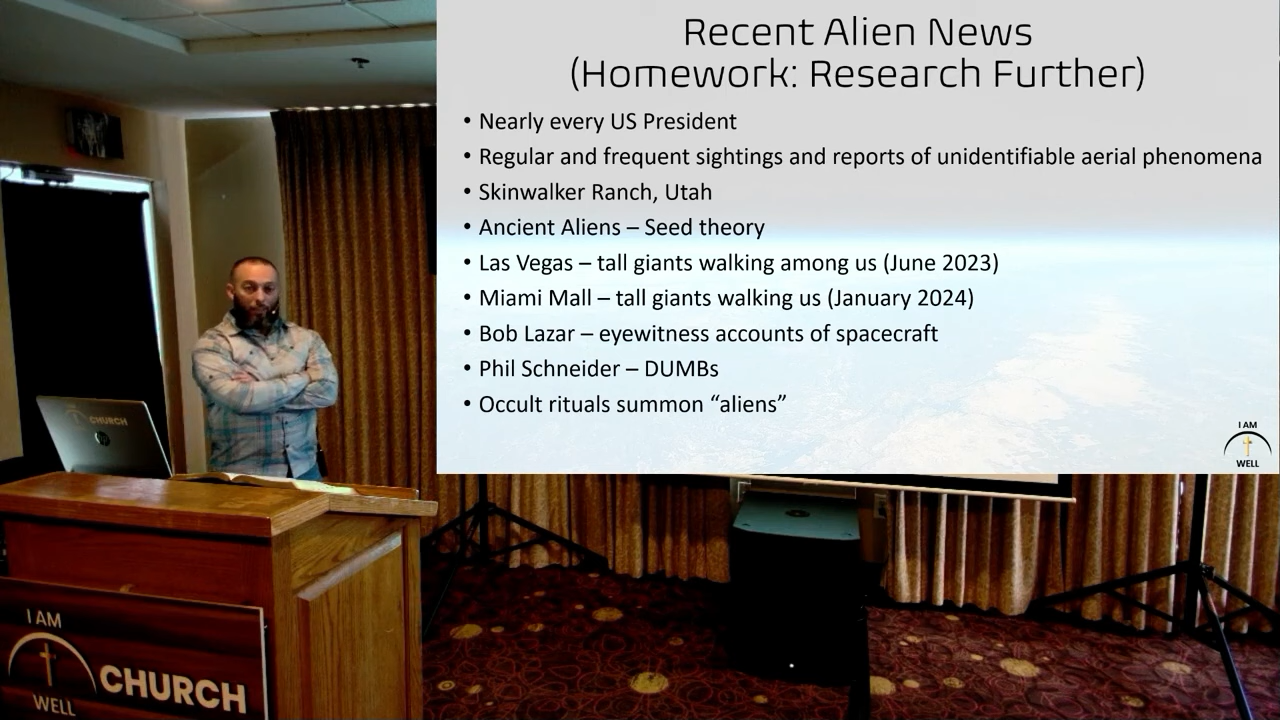 Recent Alien News
(Homework: Research Further)
• Nearly every US President
• Regular and frequent sightings and reports of unidentifiable aerial phenomena
• Skinwalker Ranch, Utah
• Ancient Aliens – Seed theory
• Las Vegas – tall giants walking among us (June 2023)
• Miami Mall – tall giants walking us (January 2024)
• Bob Lazar – eyewitness accounts of spacecraft
• Phil Schneider – DUMBs
• Occult rituals summon “aliens”
I AM
WELL
CHURCH
hp
I AM
CHURCH
WELL